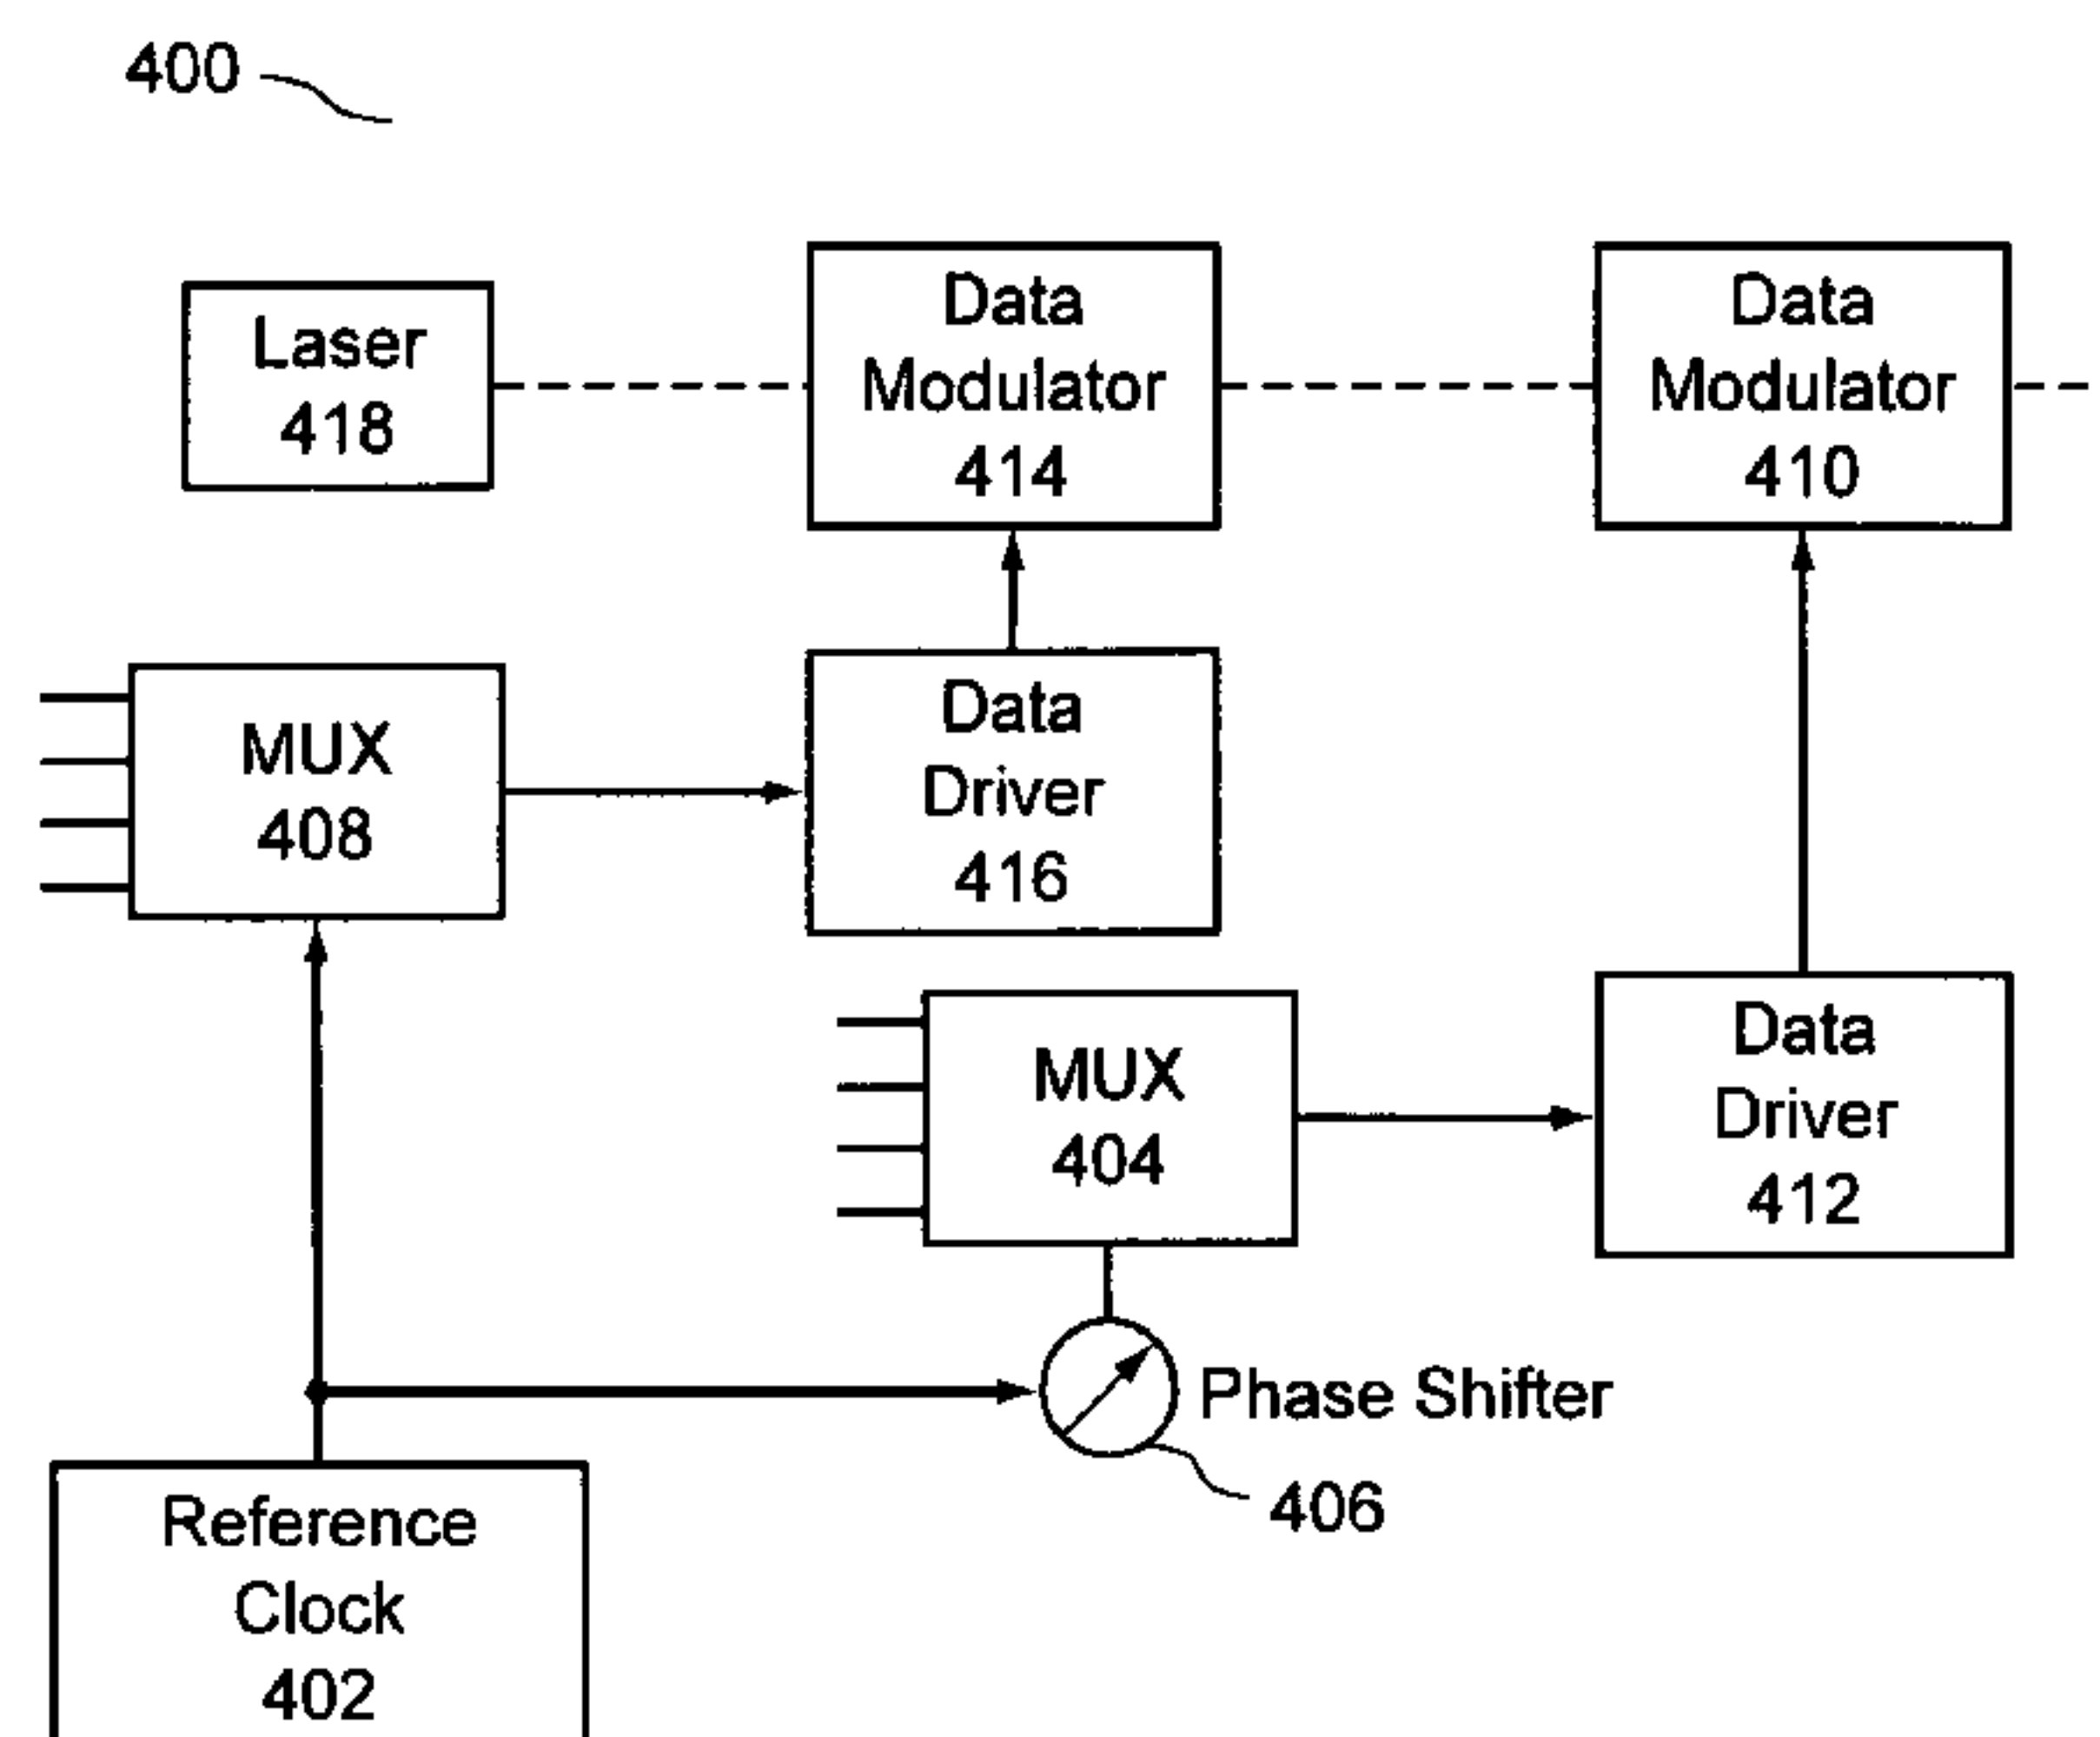 400
Laser
418
Data
Modulator
414
Data
Modulator
410
MUX
408
Data
Driver
416
MUX
404
Data
Driver
412
Phase Shifter
406
Reference
Clock
402